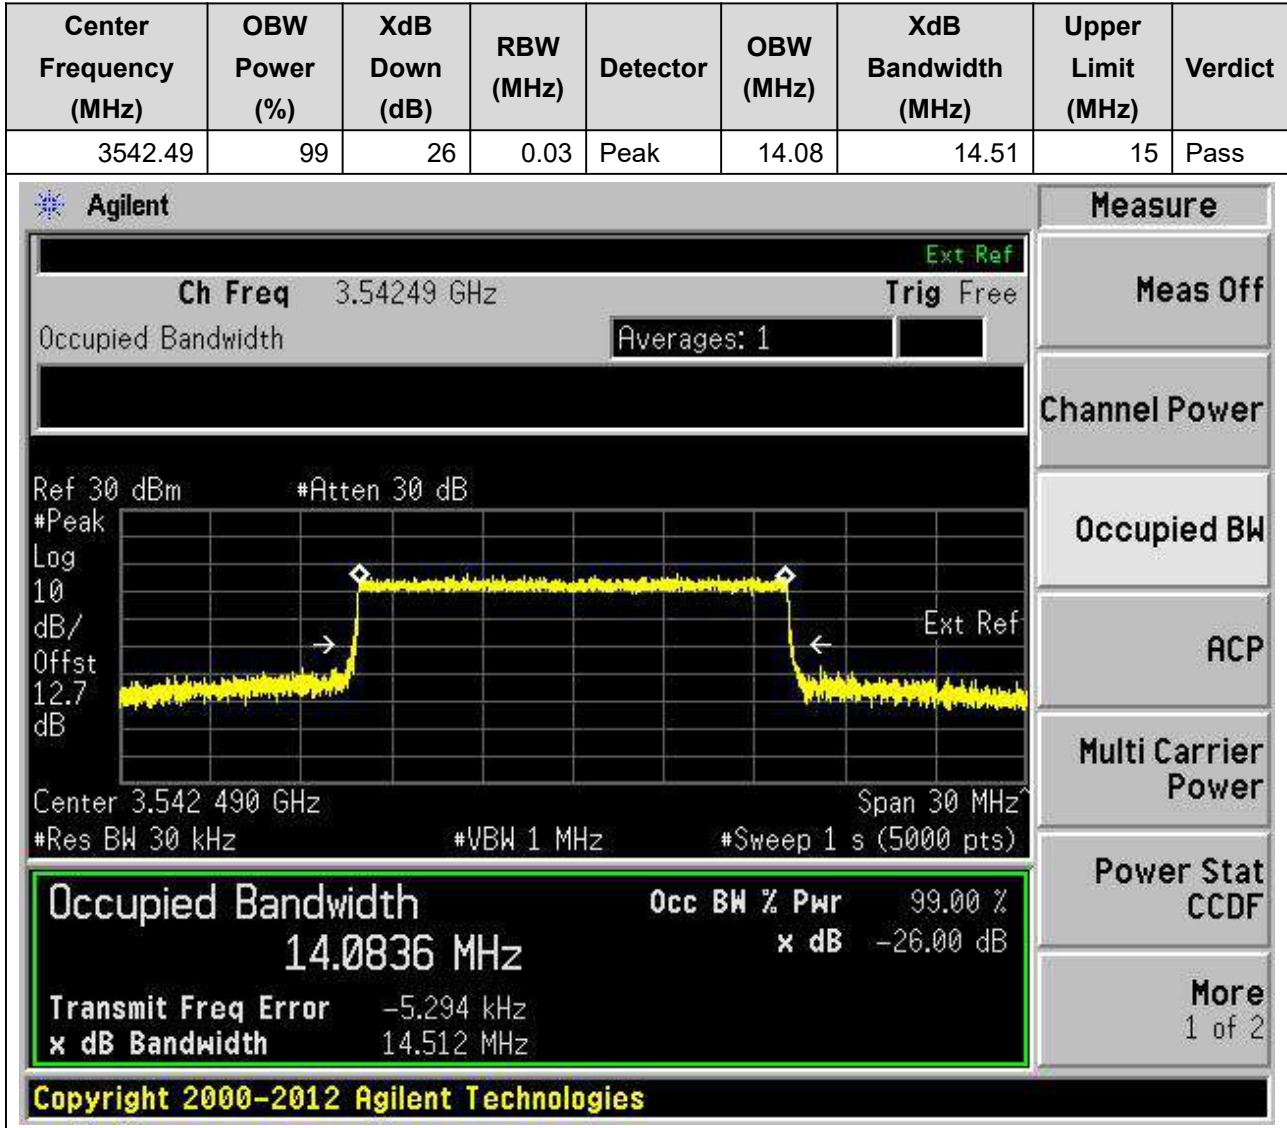 Center Frequency (MHz) OBW Power (%) XdB Down (dB) RBW (MHz) Detector OBW (MHz) XdB Bandwidth (MHz) Upper Limit (MHz) Verdict
3542.49 99 26 0.03 Peak 14.08 14.51 15 Pass
Agilent Measure
Ext Ref
Ch Freq 3.54249 GHz Trig Free
Meas Off
Occupied Bandwidth Averages: 1
Channel Power
Ref 30 dBm #Atten 30 dB
#Peak
Log
10
dB/
Offst
12.7
dB
Ext Ref
Occupied BW
ACP
Center 3.542 490 GHz Span 30 MHz^
#Res BW 30 kHz #VBW 1 MHz #Sweep 1 s (5000 pts)
Multi Carrier
Power
Occupied Bandwidth Occ BW % Pwr 99.00 %
14.0836 MHz x dB -26.00 dB
Power Stat
CCDF
Transmit Freq Error -5.294 kHz
x dB Bandwidth 14.512 MHz
More
1 of 2
Copyright 2000-2012 Agilent Technologies